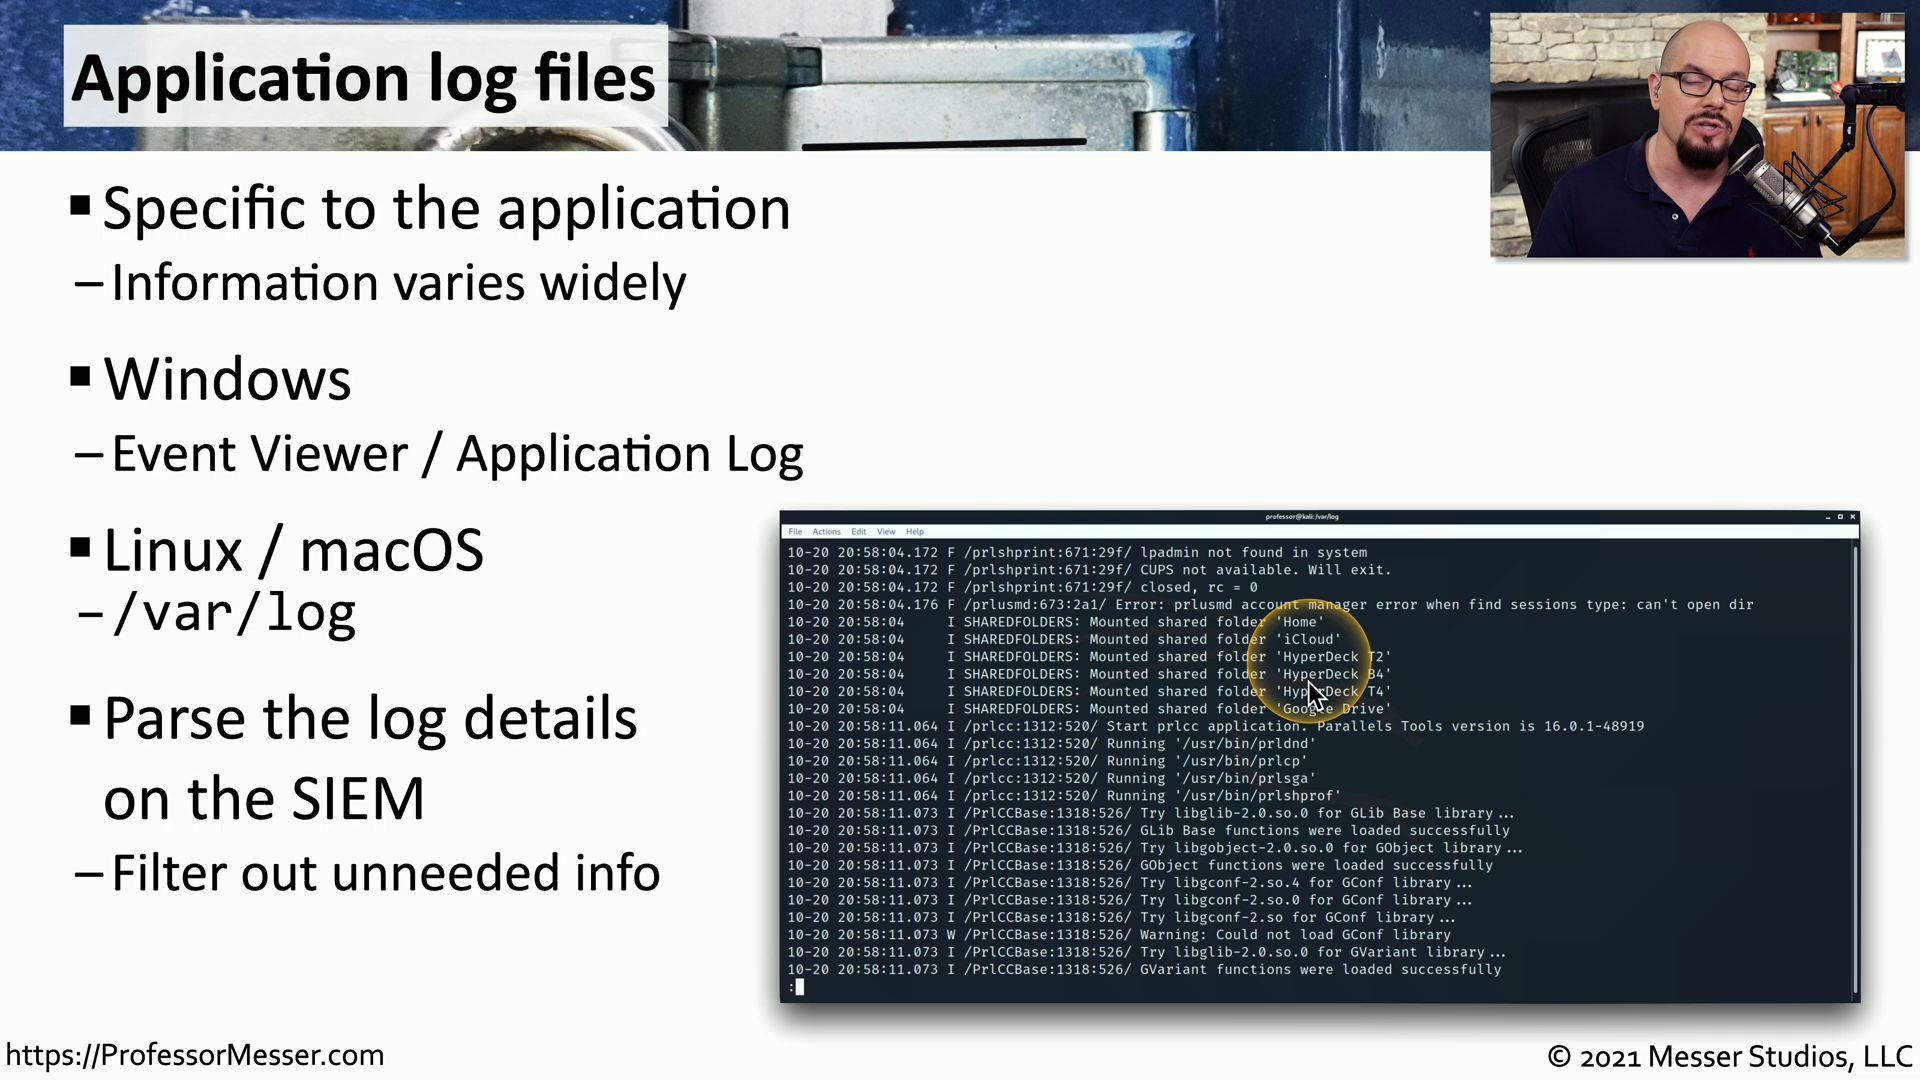 Application log files
▪ Specific to the application
– Information varies widely
▪ Windows
– Event Viewer / Application Log
▪ Linux / macOS
– /var/log
▪ Parse the log details
on the SIEM
– Filter out unneeded info
professor@kali: /var/log
File Actions Edit View Help
10-20 20:58:04.172 F /prlshprint:671:29f/ lpadmin not found in system
10-20 20:58:04.172 F /prlshprint:671:29f/ CUPS not available. Will exit.
10-20 20:58:04.172 F /prlshprint:671:29f/ closed, rc = 0
10-20 20:58:04.176 F /prlusmd:673:2a1/ Error: prlusmd account manager error when find sessions type: can't open dir
10-20 20:58:04     I SHAREDFOLDERS: Mounted shared folder 'Home'
10-20 20:58:04     I SHAREDFOLDERS: Mounted shared folder 'iCloud'
10-20 20:58:04     I SHAREDFOLDERS: Mounted shared folder 'HyperDeck T2'
10-20 20:58:04     I SHAREDFOLDERS: Mounted shared folder 'HyperDeck B4'
10-20 20:58:04     I SHAREDFOLDERS: Mounted shared folder 'HyperDeck T4'
10-20 20:58:04     I SHAREDFOLDERS: Mounted shared folder 'Google Drive'
10-20 20:58:11.064 I /prlcc:1312:520/ Start prlcc application. Parallels Tools version is 16.0.1-48919
10-20 20:58:11.064 I /prlcc:1312:520/ Running '/usr/bin/prldnd'
10-20 20:58:11.064 I /prlcc:1312:520/ Running '/usr/bin/prlcp'
10-20 20:58:11.064 I /prlcc:1312:520/ Running '/usr/bin/prlsga'
10-20 20:58:11.064 I /prlcc:1312:520/ Running '/usr/bin/prlshprof'
10-20 20:58:11.073 I /PrlCCBase:1318:526/ Try libglib-2.0.so.0 for GLib Base library...
10-20 20:58:11.073 I /PrlCCBase:1318:526/ GLib Base functions were loaded successfully
10-20 20:58:11.073 I /PrlCCBase:1318:526/ Try libgobject-2.0.so.0 for GObject library...
10-20 20:58:11.073 I /PrlCCBase:1318:526/ GObject functions were loaded successfully
10-20 20:58:11.073 I /PrlCCBase:1318:526/ Try libgconf-2.so.4 for GConf library...
10-20 20:58:11.073 I /PrlCCBase:1318:526/ Try libgconf-2.so.0 for GConf library...
10-20 20:58:11.073 I /PrlCCBase:1318:526/ Try libgconf-2.so for GConf library...
10-20 20:58:11.073 W /PrlCCBase:1318:526/ Warning: Could not load GConf library
10-20 20:58:11.073 I /PrlCCBase:1318:526/ Try libglib-2.0.so.0 for GVariant library...
10-20 20:58:11.073 I /PrlCCBase:1318:526/ GVariant functions were loaded successfully
:
https://ProfessorMesser.com
© 2021 Messer Studios, LLC